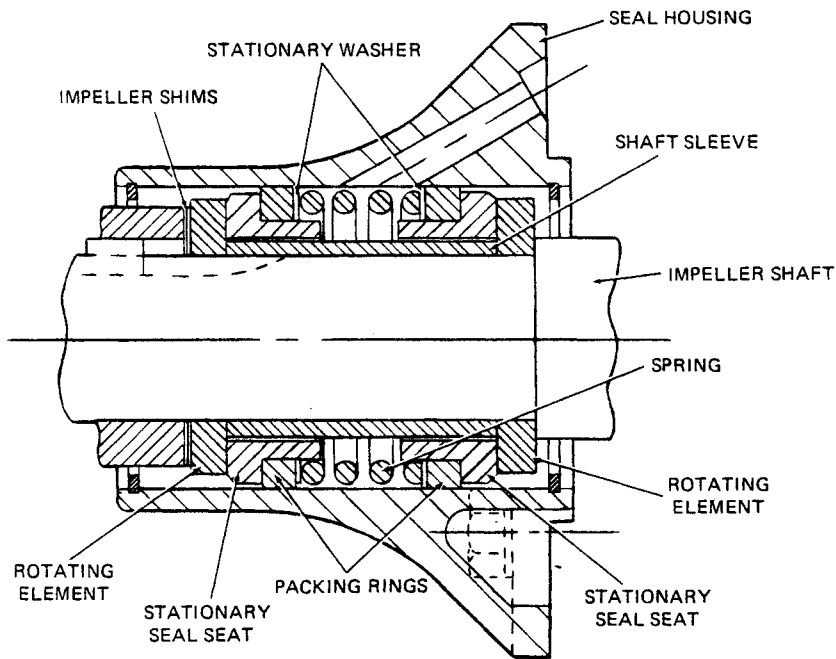 SEAL HOUSING
STATIONARY WASHER
IMPELLER SHIMS
SHAFT SLEEVE
IMPELLER SHAFT
SPRING
ROTATING
ELEMENT
ROTATING
ELEMENT
PACKING RINGS
STATIONARY
SEAL SEAT
STATIONARY
SEAL SEAT